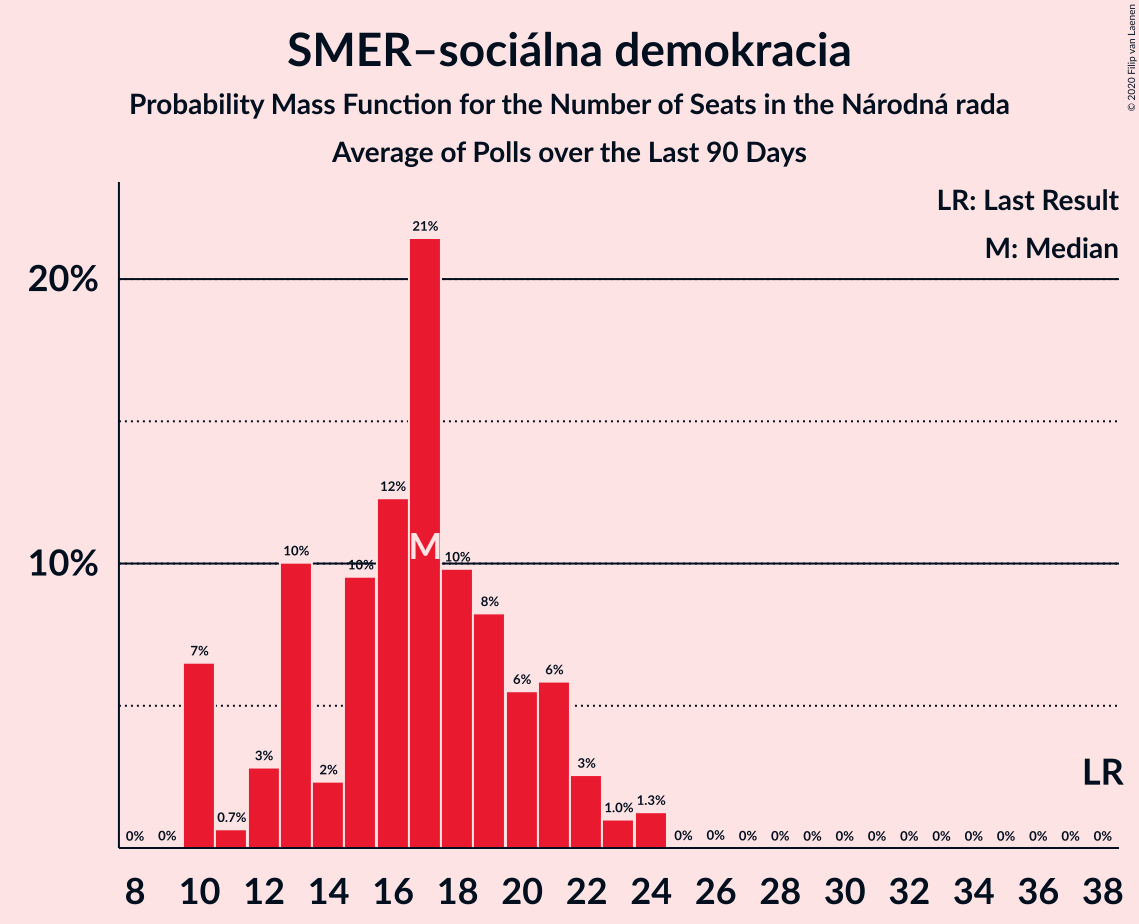 SMER–sociálna demokracia
Probability Mass Function for the Number of Seats in the Národná rada
Average of Polls over the Last 90 Days
© 2020 Filip van Laenen
LR: Last Result
M: Median
20%
10%
0% 0% 7% 0.7% 3% 10% 2% 10% 12% 21% 10% 8% 6% 6% 3% 1.0% 1.3% 0% 0% 0% 0% 0% 0% 0% 0% 0% 0% 0% 0% 0% 0%
M
LR
8 10 12 14 16 18 20 22 24 26 28 30 32 34 36 38